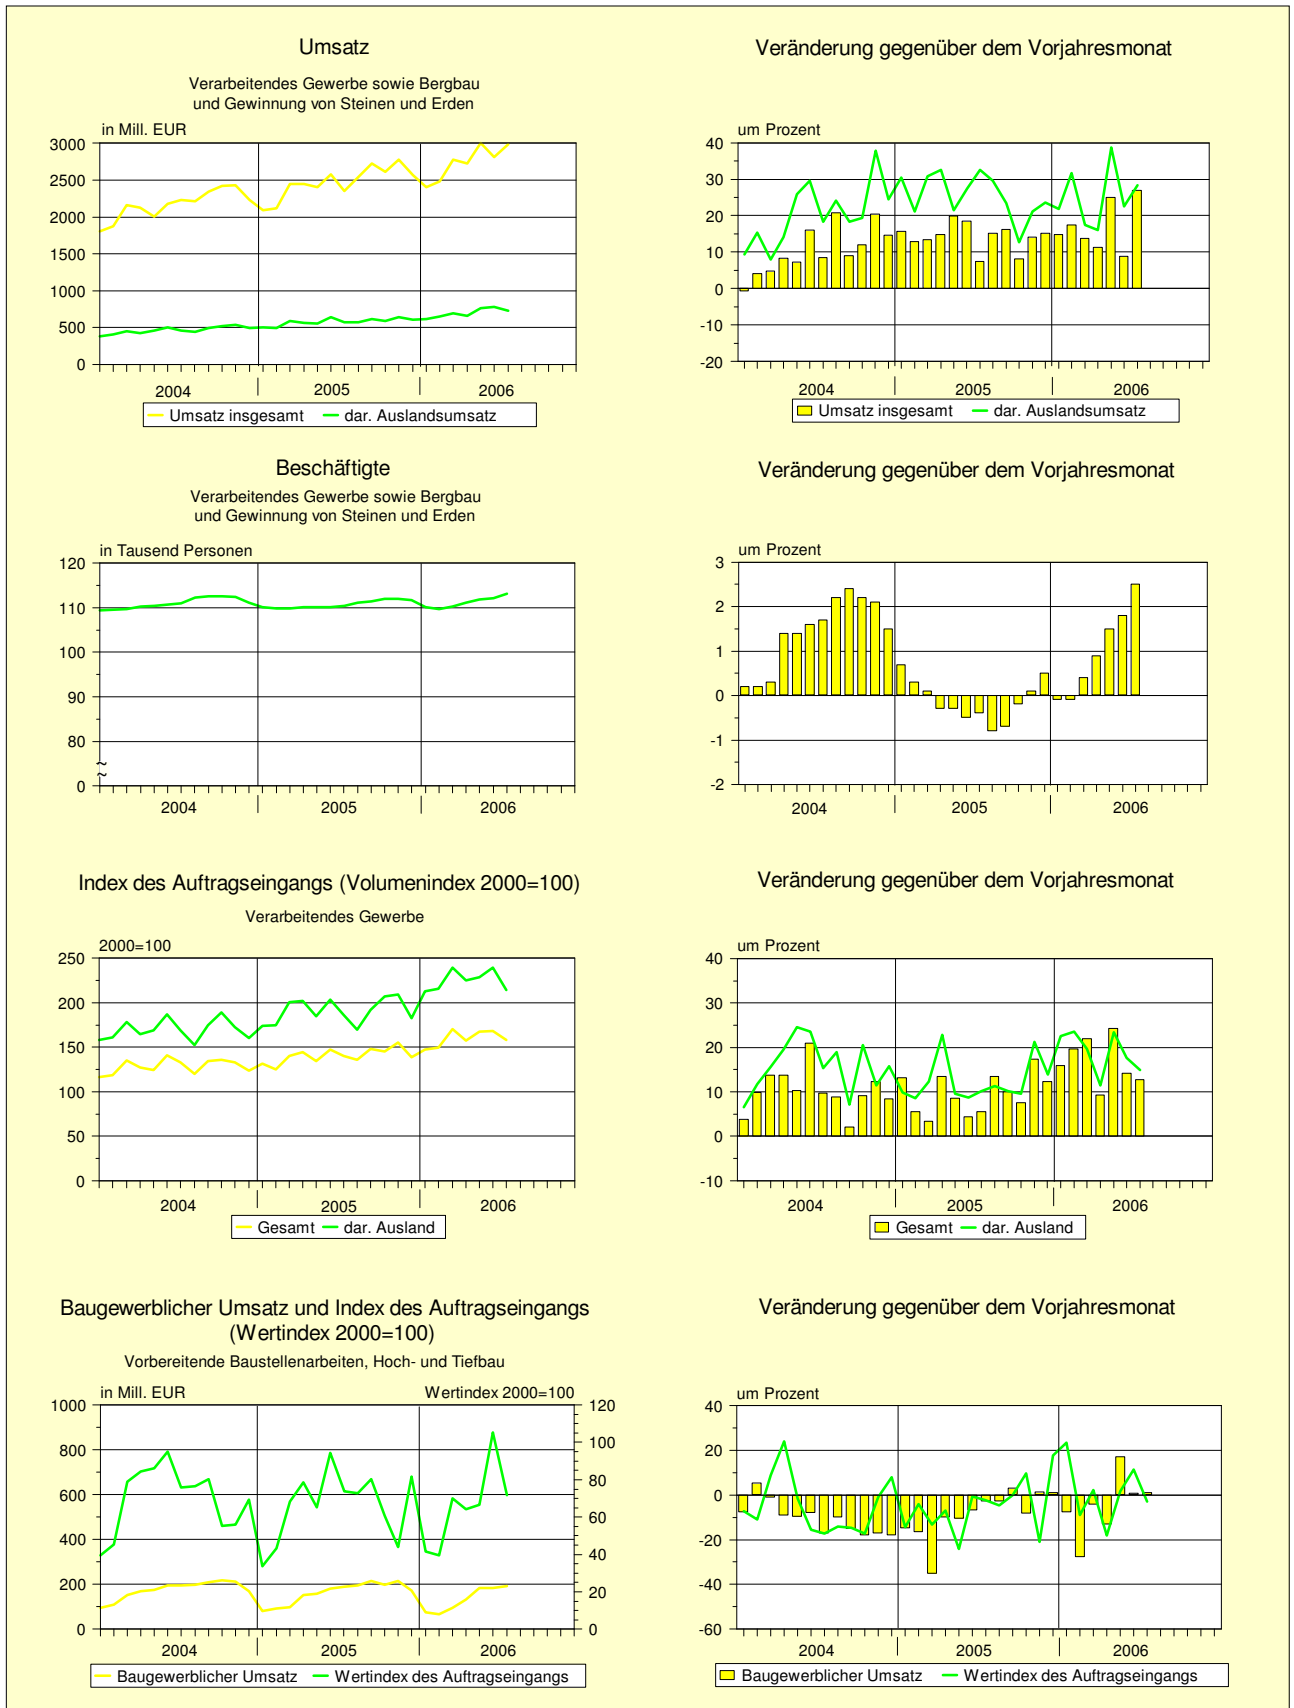 Umsatz
Verarbeitendes Gewerbe sowie Bergbau
und Gewinnung von Steinen und Erden
in Mill. EUR
3000
2500
2000
1500
1000
500
0
2004 2005 2006
Umsatz insgesamt dar. Auslandsumsatz
Veränderung gegenüber dem Vorjahresmonat
um Prozent
40
30
20
10
0
-10
-20
2004 2005 2006
Umsatz insgesamt dar. Auslandsumsatz
Beschäftigte
Verarbeitendes Gewerbe sowie Bergbau
und Gewinnung von Steinen und Erden
in Tausend Personen
120
110
100
90
80
~
~
0
2004 2005 2006
Veränderung gegenüber dem Vorjahresmonat
um Prozent
3
2
1
0
-1
-2
2004 2005 2006
Index des Auftragseingangs (Volumenindex 2000=100)
Verarbeitendes Gewerbe
2000=100
250
200
150
100
50
0
2004 2005 2006
Gesamt dar. Ausland
Veränderung gegenüber dem Vorjahresmonat
um Prozent
40
30
20
10
0
-10
2004 2005 2006
Gesamt dar. Ausland
Baugewerblicher Umsatz und Index des Auftragseingangs
(Wertindex 2000=100)
Vorbereitende Baustellenarbeiten, Hoch- und Tiefbau
in Mill. EUR Wertindex 2000=100
1000
800
600
400
200
0
120
100
80
60
40
20
0
2004 2005 2006
Baugewerblicher Umsatz Wertindex des Auftragseingangs
Veränderung gegenüber dem Vorjahresmonat
um Prozent
40
20
0
-20
-40
-60
2004 2005 2006
Baugewerblicher Umsatz Wertindex des Auftragseingangs